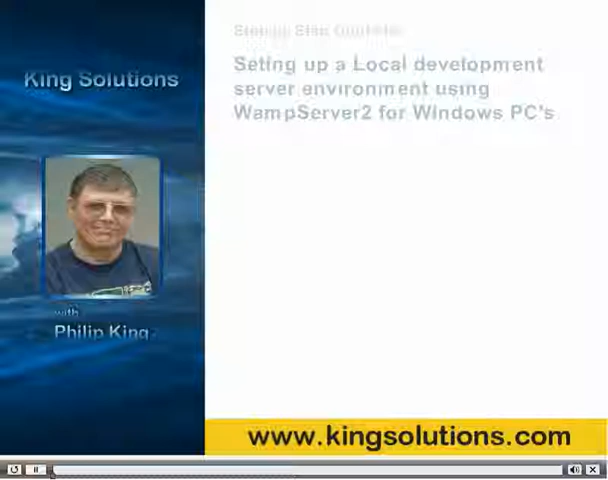 King Solutions
with
Philip King
Seting up a Local development
server environment using
WampServer2 for Windows PC's
www.kingsolutions.com